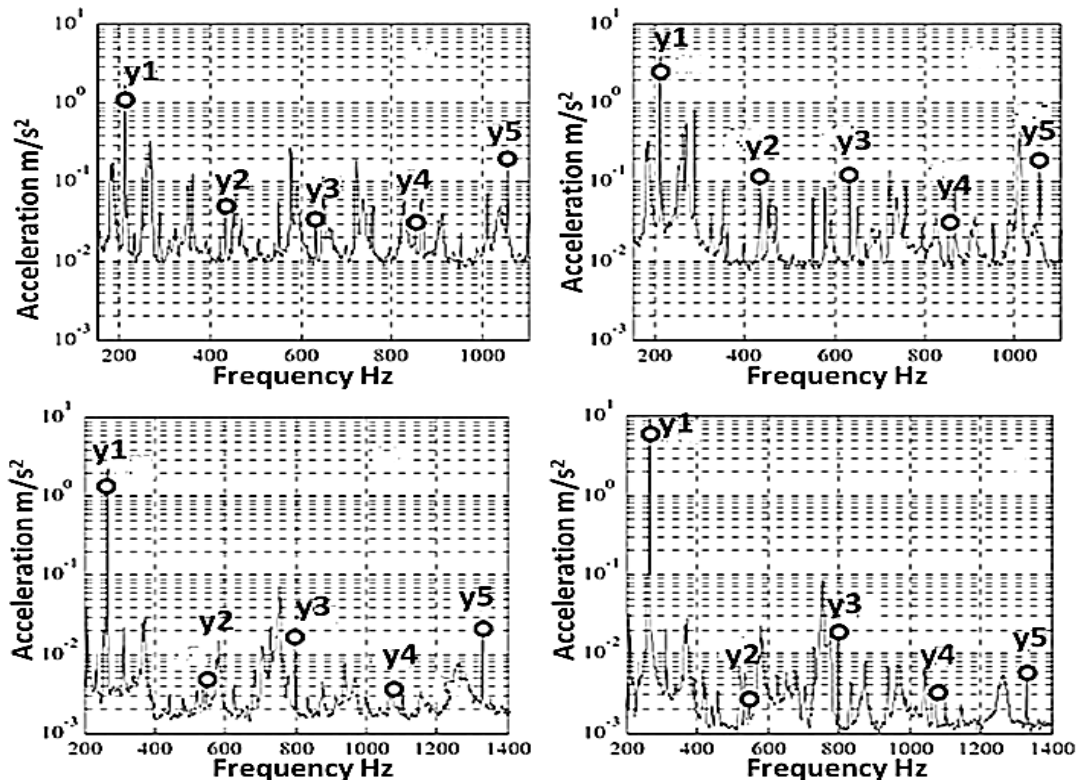 10¹
10⁰
10⁻¹
10⁻²
10⁻³
Acceleration m/s²
y1
y2
y3
y4
y5
200 400 600 800 1000
Frequency Hz
10¹
10⁰
10⁻¹
10⁻²
10⁻³
Acceleration m/s²
y1
y2
y3
y4
y5
200 400 600 800 1000
Frequency Hz
10¹
10⁰
10⁻¹
10⁻²
10⁻³
Acceleration m/s²
y1
y2
y3
y4
y5
200 400 600 800 1000 1200 1400
Frequency Hz
10¹
10⁰
10⁻¹
10⁻²
10⁻³
Acceleration m/s²
y1
y2
y3
y4
y5
200 400 600 800 1000 1200 1400
Frequency Hz